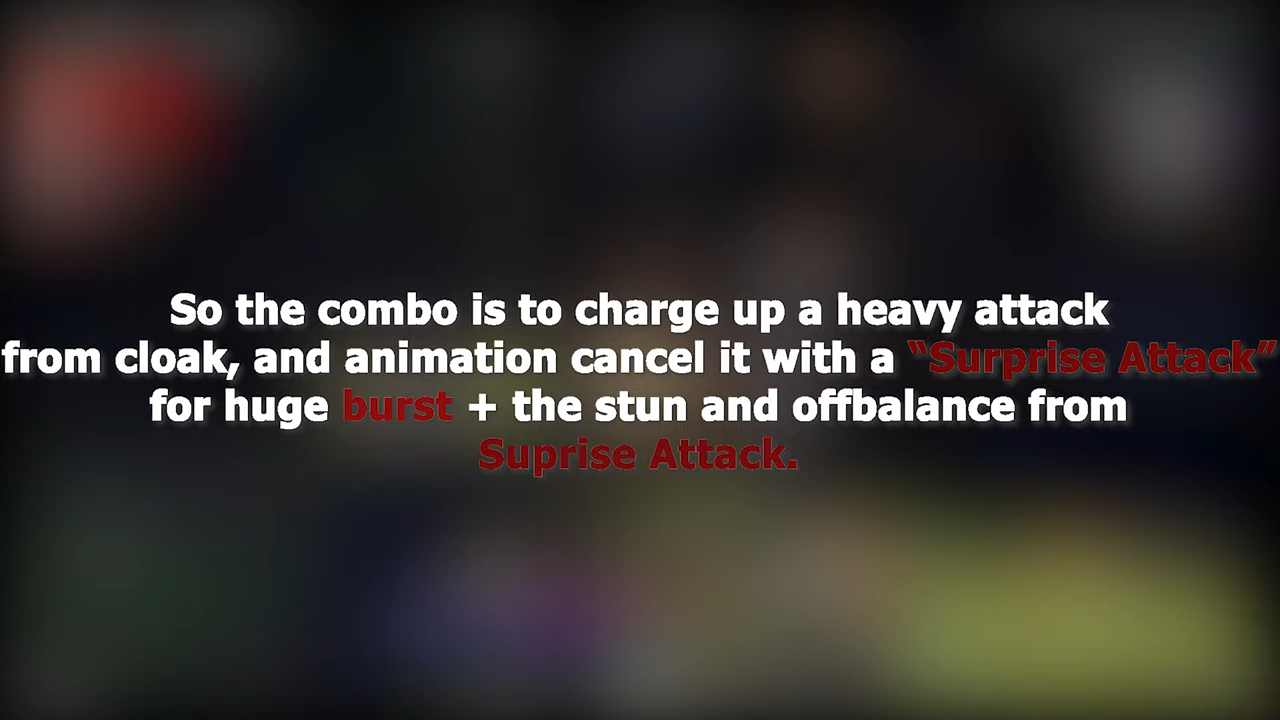 So the combo is to charge up a heavy attack
from cloak, and animation cancel it with a “Surprise Attack”
for huge burst + the stun and offbalance from
Suprise Attack.